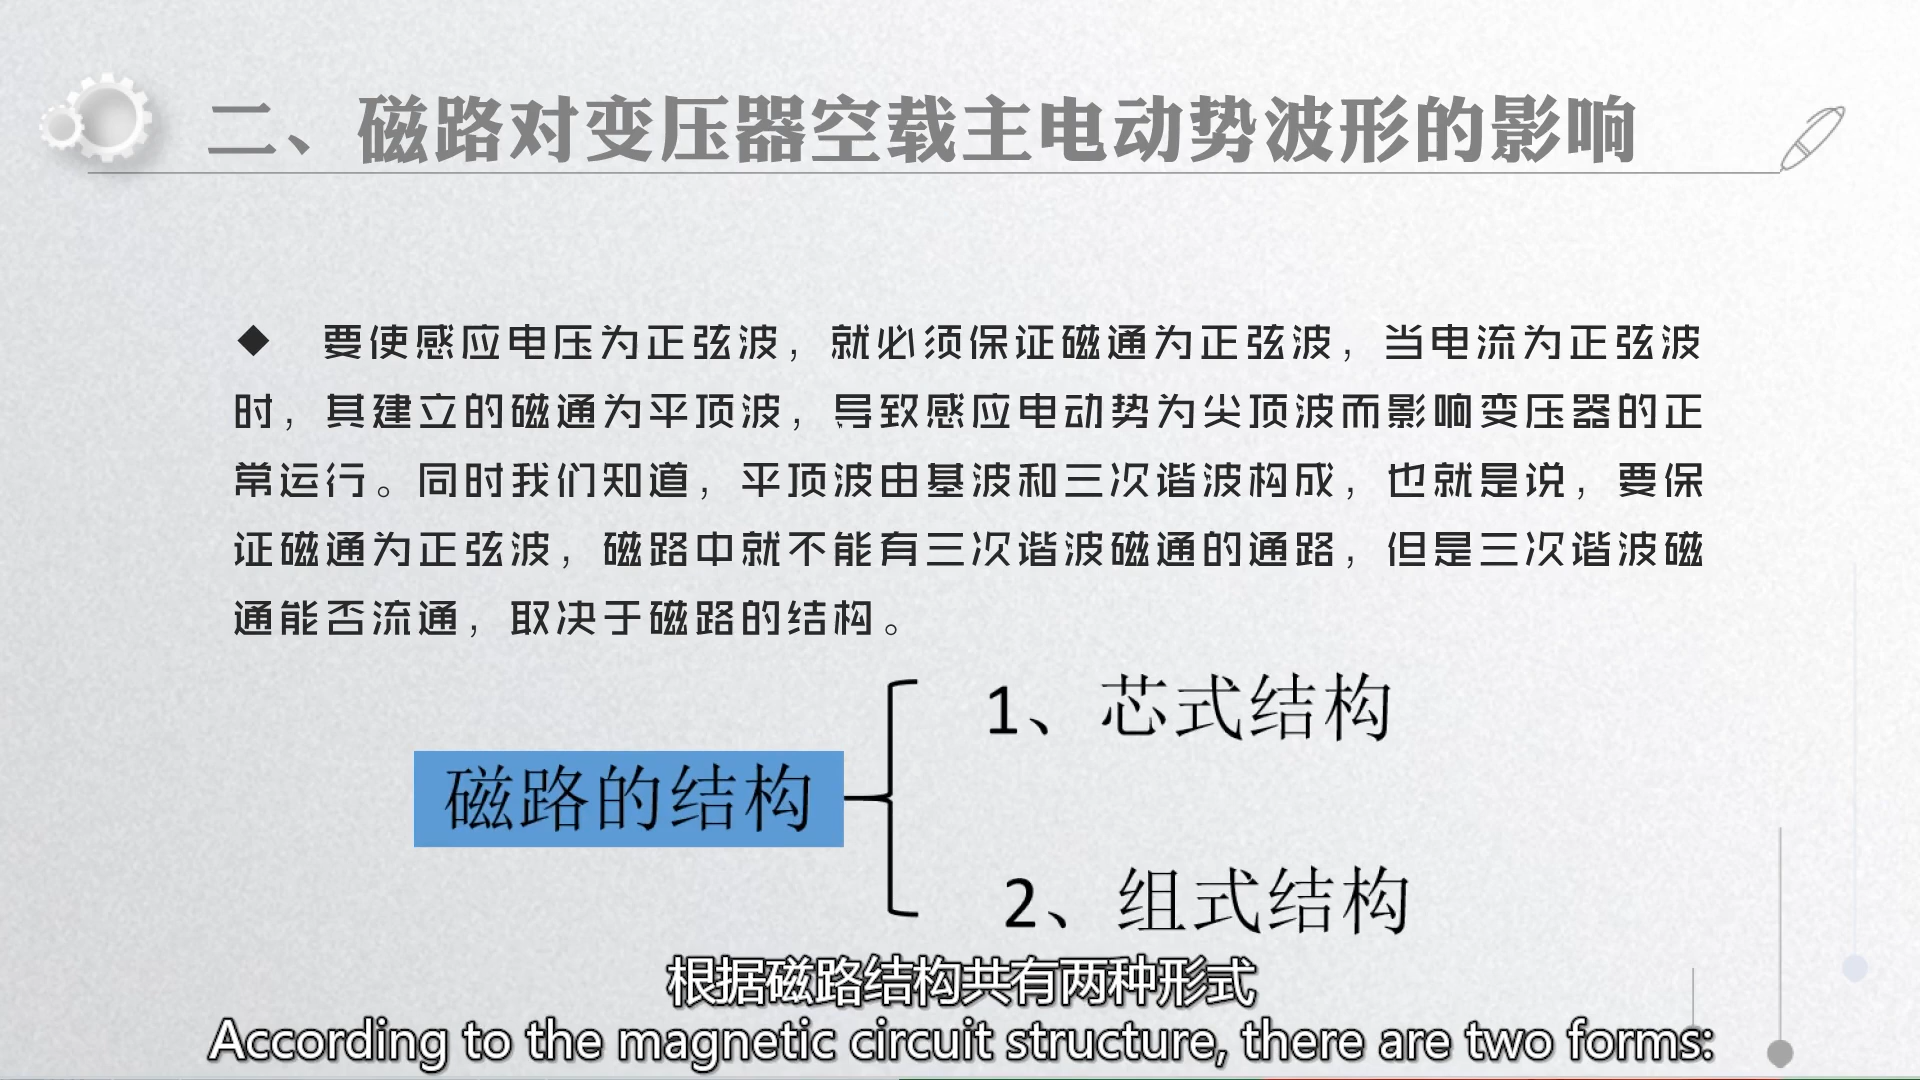 二、磁路对变压器空载主电动势波形的影响
◆ 要使感应电压为正弦波，就必须保证磁通为正弦波，当电流为正弦波
时，其建立的磁通为平顶波，导致感应电动势为尖顶波而影响变压器的正
常运行。同时我们知道，平顶波由基波和三次谐波构成，也就是说，要保
证磁通为正弦波，磁路中就不能有三次谐波磁通的通路，但是三次谐波磁
通能否流通，取决于磁路的结构。
1、芯式结构
磁路的结构
2、组式结构
根据磁路结构共有两种形式
According to the magnetic circuit structure, there are two forms: